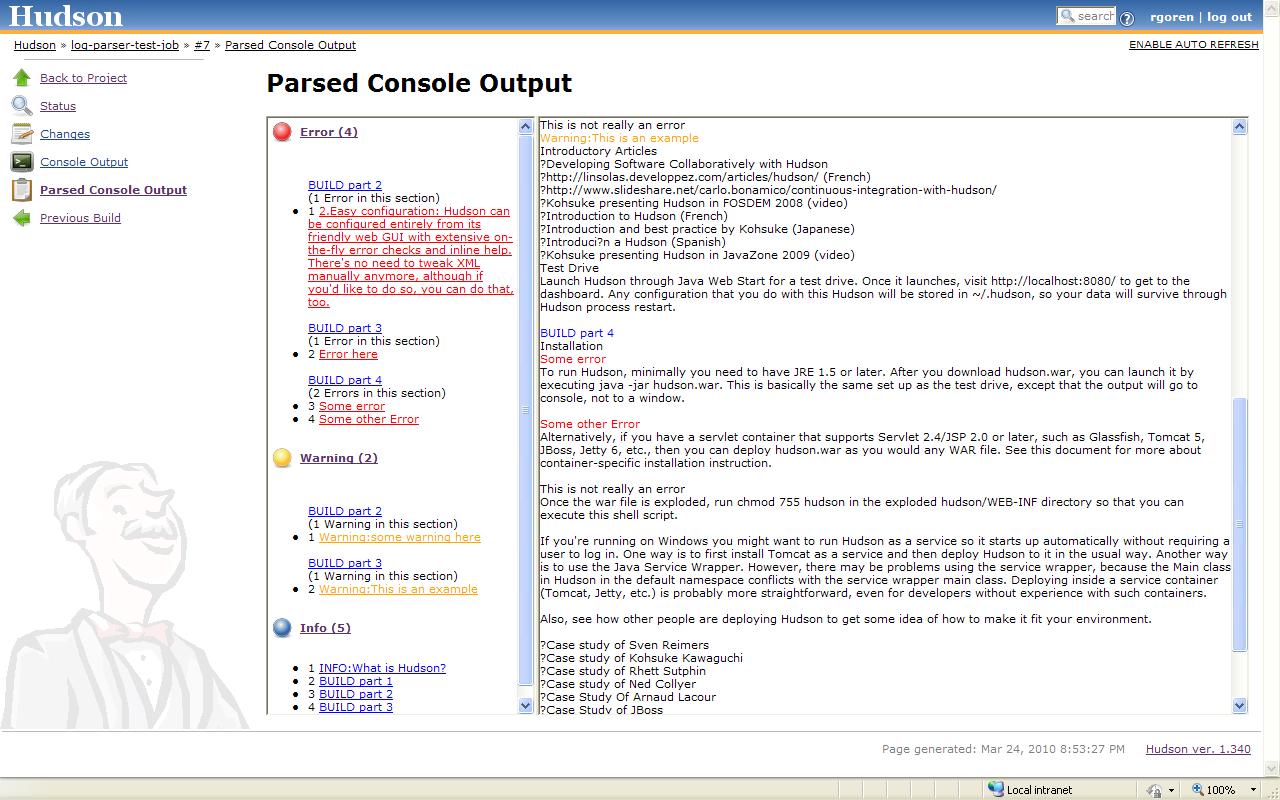 Hudson
search
rgoren | log out
Hudson » log-parser-test-job » #7 » Parsed Console Output
ENABLE AUTO REFRESH
Back to Project
Status
Changes
Console Output
Parsed Console Output
Previous Build
Parsed Console Output
Error (4)
BUILD part 2
(1 Error in this section)
1 2.Easy configuration: Hudson can
be configured entirely from its
friendly web GUI with extensive on-
the-fly error checks and inline help.
There's no need to tweak XML
manually anymore, although if
you'd like to do so, you can do that,
too.
BUILD part 3
(1 Error in this section)
2 Error here
BUILD part 4
(2 Errors in this section)
3 Some error
4 Some other Error
Warning (2)
BUILD part 2
(1 Warning in this section)
1 Warning:some warning here
BUILD part 3
(1 Warning in this section)
2 Warning:This is an example
Info (5)
1 INFO:What is Hudson?
2 BUILD part 1
3 BUILD part 2
4 BUILD part 3
This is not really an error
Warning:This is an example
Introductory Articles
?Developing Software Collaboratively with Hudson
?http://linsolas.developpez.com/articles/hudson/ (French)
?http://www.slideshare.net/carlo.bonamico/continuous-integration-with-hudson/
?Kohsuke presenting Hudson in FOSDEM 2008 (video)
?Introduction to Hudson (French)
?Introduction and best practice by Kohsuke (Japanese)
?Introduci?n a Hudson (Spanish)
?Kohsuke presenting Hudson in JavaZone 2009 (video)
Test Drive
Launch Hudson through Java Web Start for a test drive. Once it launches, visit http://localhost:8080/ to get to the
dashboard. Any configuration that you do with this Hudson will be stored in ~/.hudson, so your data will survive through
Hudson process restart.
BUILD part 4
Installation
Some error
To run Hudson, minimally you need to have JRE 1.5 or later. After you download hudson.war, you can launch it by
executing java -jar hudson.war. This is basically the same set up as the test drive, except that the output will go to
console, not to a window.
Some other Error
Alternatively, if you have a servlet container that supports Servlet 2.4/JSP 2.0 or later, such as Glassfish, Tomcat 5,
JBoss, Jetty 6, etc., then you can deploy hudson.war as you would any WAR file. See this document for more about
container-specific installation instruction.
This is not really an error
Once the war file is exploded, run chmod 755 hudson in the exploded hudson/WEB-INF directory so that you can
execute this shell script.
If you're running on Windows you might want to run Hudson as a service so it starts up automatically without requiring a
user to log in. One way is to first install Tomcat as a service and then deploy Hudson to it in the usual way. Another way
is to use the Java Service Wrapper. However, there may be problems using the service wrapper, because the Main class
in Hudson in the default namespace conflicts with the service wrapper main class. Deploying inside a service container
(Tomcat, Jetty, etc.) is probably more straightforward, even for developers without experience with such containers.
Also, see how other people are deploying Hudson to get some idea of how to make it fit your environment.
?Case study of Sven Reimers
?Case study of Kohsuke Kawaguchi
?Case study of Rhett Sutphin
?Case study of Ned Collyer
?Case Study Of Arnaud Lacour
?Case Study of JBoss
Page generated: Mar 24, 2010 8:53:27 PM
Hudson ver. 1.340
Local intranet
100%